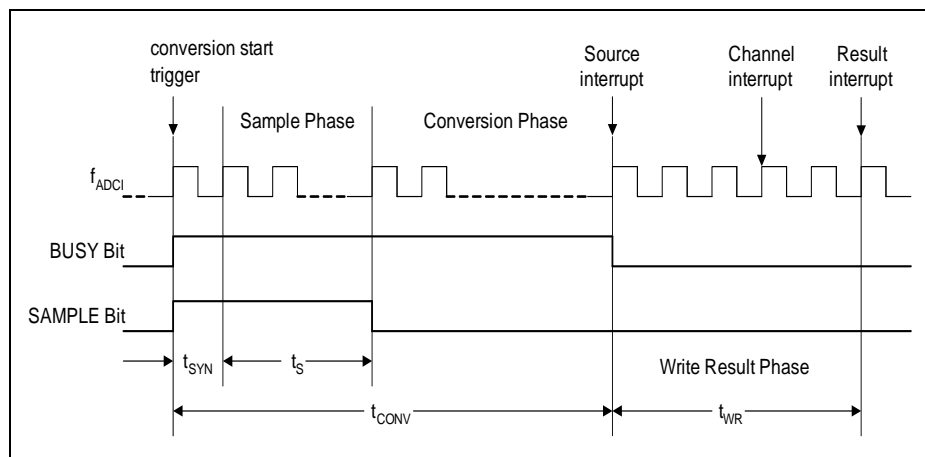 conversion start
trigger
Source
interrupt
Channel
interrupt
Result
interrupt
Sample Phase
Conversion Phase
fADCI
BUSY Bit
SAMPLE Bit
tSYN
tS
Write Result Phase
tCONV
tWR